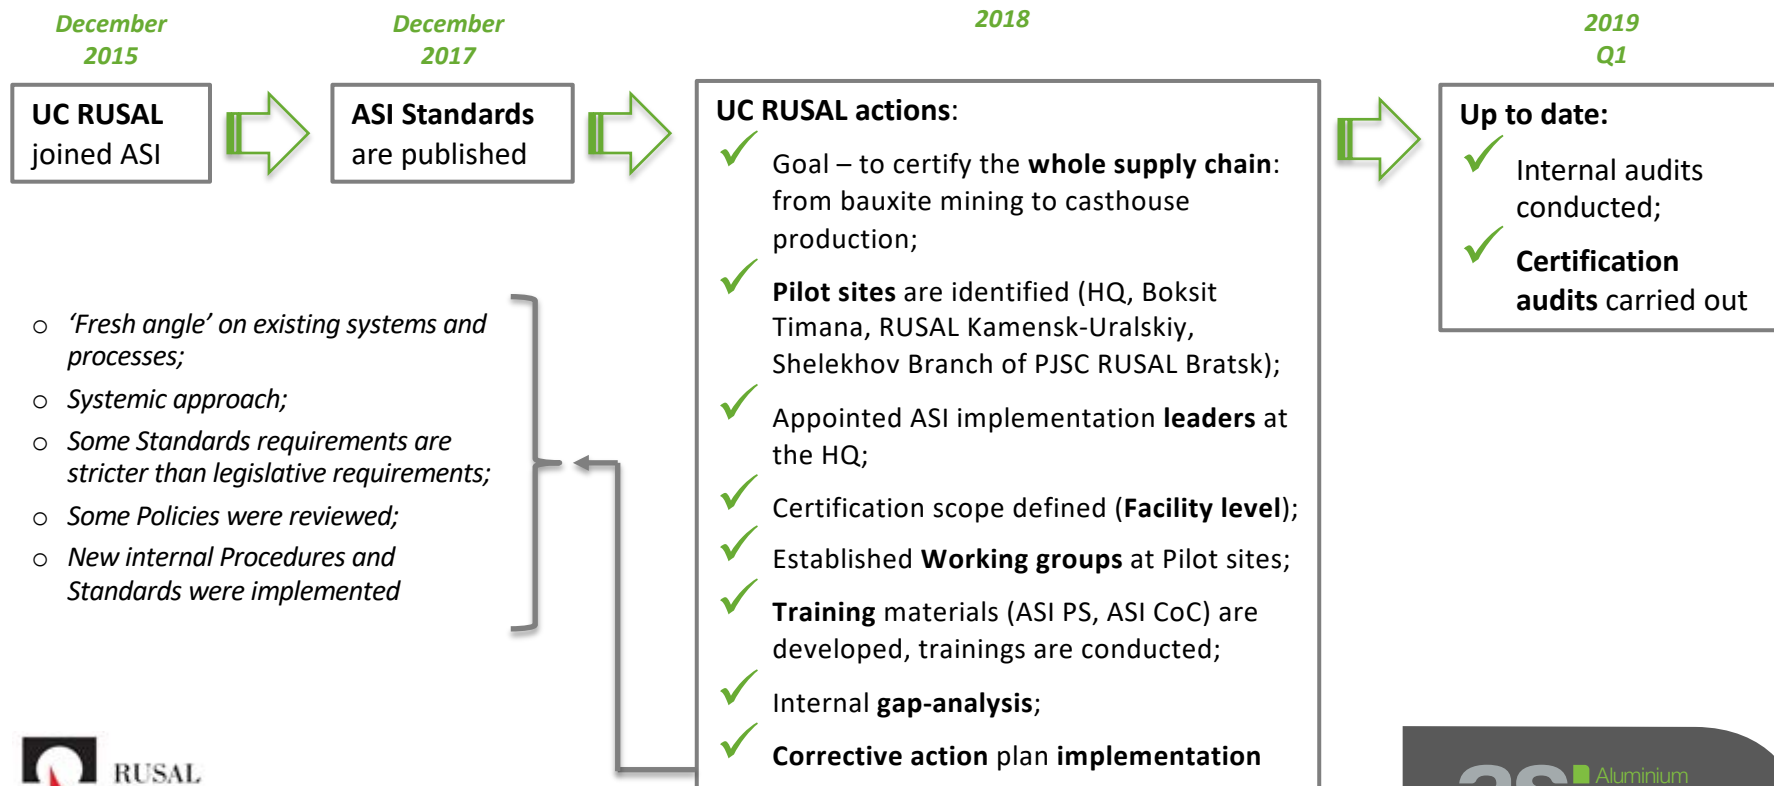 December
2015
December
2017
2018
2019
Q1
UC RUSAL
joined ASI
ASI Standards
are published
UC RUSAL actions:
Goal – to certify the whole supply chain:
from bauxite mining to casthouse
production;
Pilot sites are identified (HQ, Boksit
Timana, RUSAL Kamensk-Uralskiy,
Shelekhov Branch of PJSC RUSAL Bratsk);
Appointed ASI implementation leaders at
the HQ;
Certification scope defined (Facility level);
Established Working groups at Pilot sites;
Training materials (ASI PS, ASI CoC) are
developed, trainings are conducted;
Internal gap-analysis;
Corrective action plan implementation
Up to date:
Internal audits
conducted;
Certification
audits carried out
o ‘Fresh angle’ on existing systems and
processes;
o Systemic approach;
o Some Standards requirements are
stricter than legislative requirements;
o Some Policies were reviewed;
o New internal Procedures and
Standards were implemented
RUSAL
asi
Aluminium